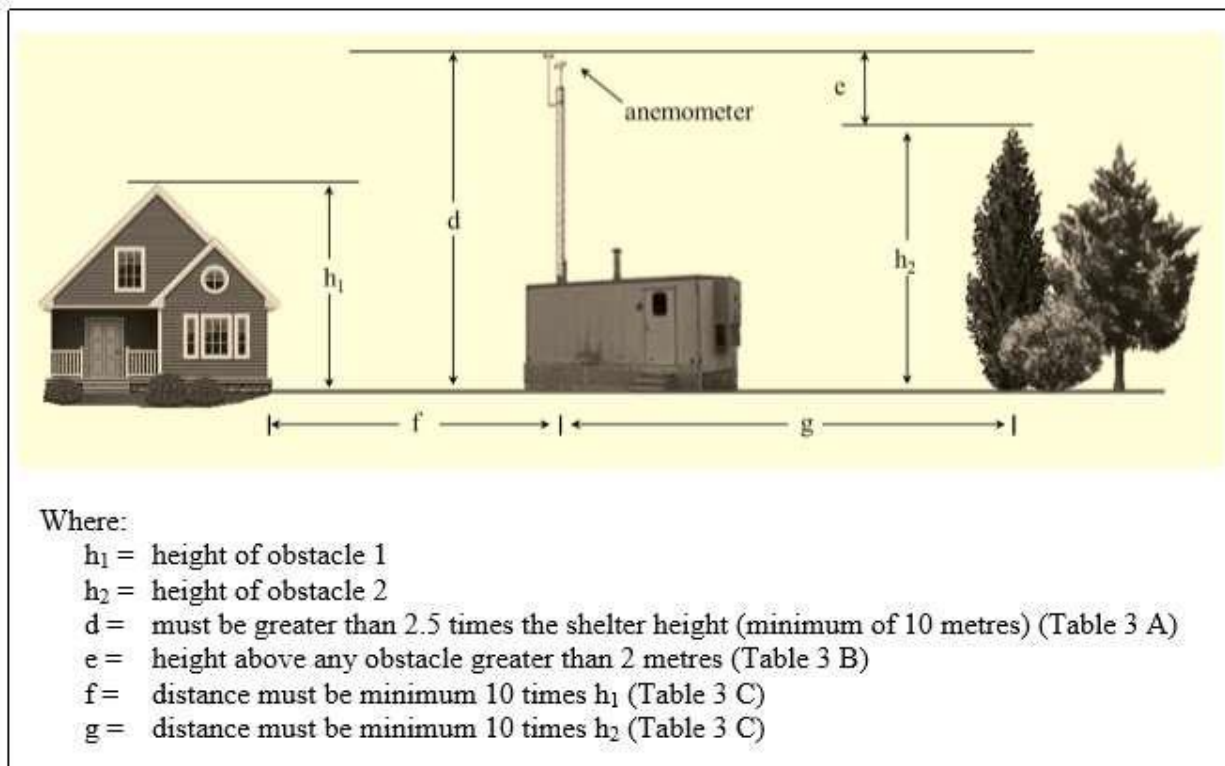 anemometer
e
d
h₁
h₂
f
g
Where:
h₁ = height of obstacle 1
h₂ = height of obstacle 2
d = must be greater than 2.5 times the shelter height (minimum of 10 metres) (Table 3 A)
e = height above any obstacle greater than 2 metres (Table 3 B)
f = distance must be minimum 10 times h₁ (Table 3 C)
g = distance must be minimum 10 times h₂ (Table 3 C)